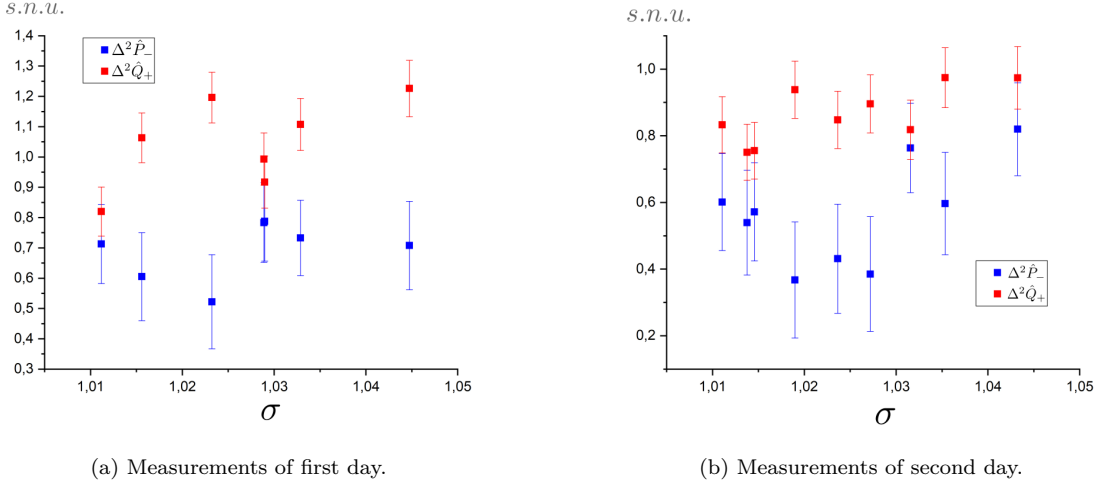 s.n.u.
1,4
1,3
1,2
1,1
1,0
0,9
0,8
0,7
0,6
0,5
0,4
0,3
Δ²P̂₋
Δ²Q̂₊
1,01 1,02 1,03 1,04 1,05
σ
(a) Measurements of first day.
s.n.u.
1,0
0,8
0,6
0,4
0,2
Δ²P̂₋
Δ²Q̂₊
1,01 1,02 1,03 1,04 1,05
σ
(b) Measurements of second day.